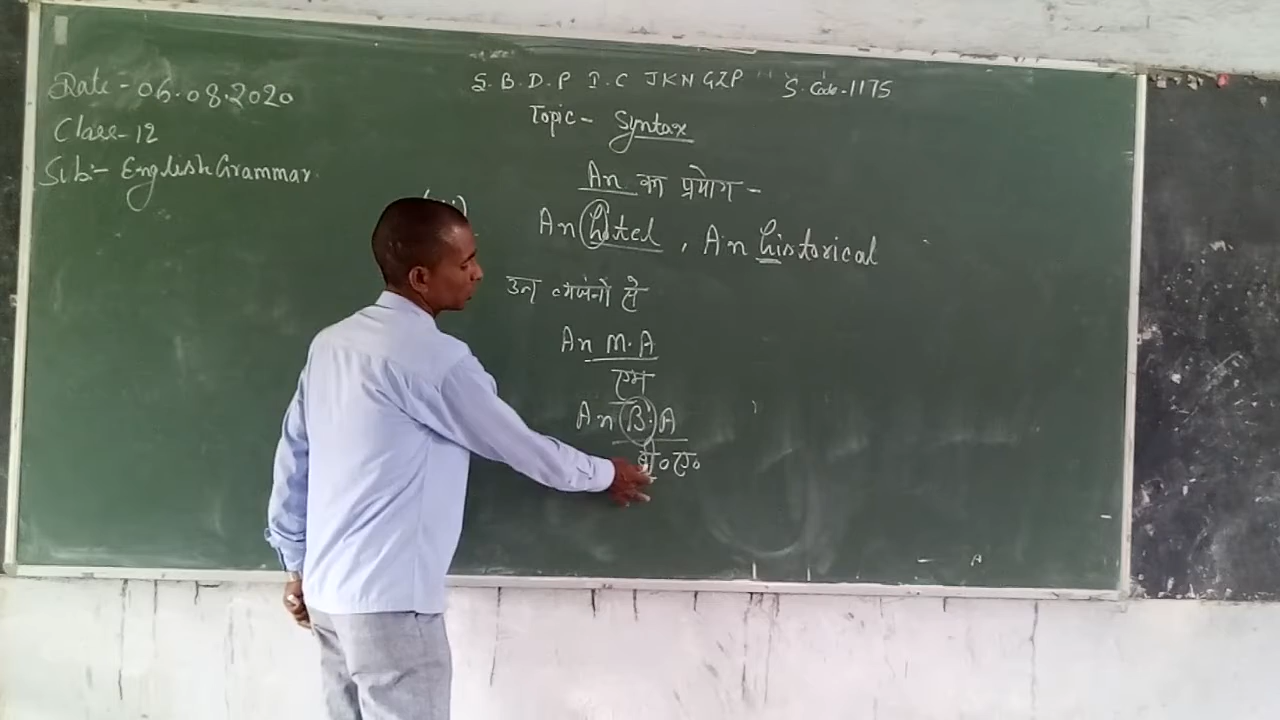 S. B. D. P I. C JKN GZP S. Code-1175
Date-06.08.2020
Class-12
Sub:- English Grammar
Topic- Syntax
An का प्रयोग -
An hotel, An historical
उन व्यंजनों से
An M.A
एम
An B.A
बी०ए०